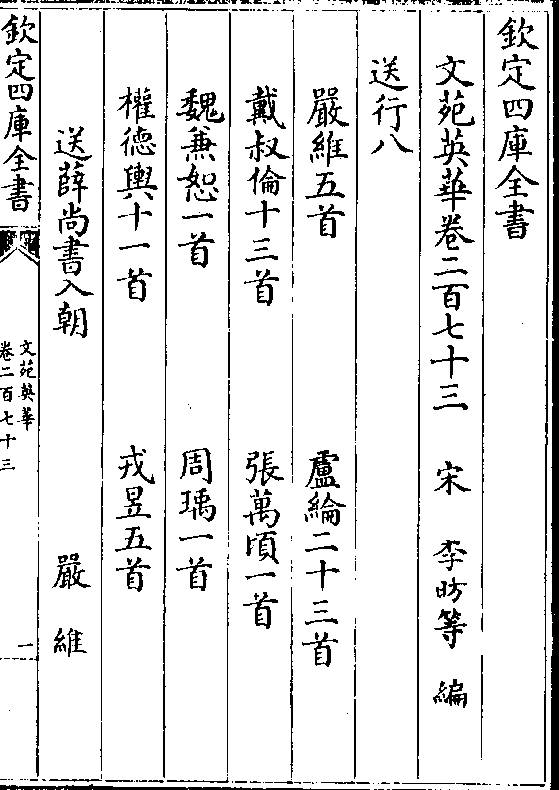 欽定四庫全書
文苑英華卷二百七十三 宋 李昉等 編
送行八
嚴維五首 盧綸二十三首
戴叔倫十三首 張萬頃一首
魏兼恕一首 周瑀一首
權德輿十一首 戎昱五首
送薛尚書入朝 嚴維
欽定四庫全書
文苑英華
卷二百七十三
一